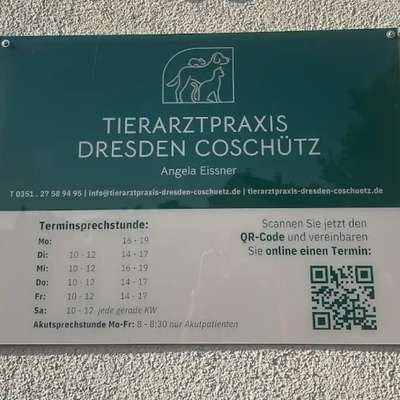 TIERARZTPRAXIS
DRESDEN COSCHÜTZ
Angela Eissner
T 0351 . 27 58 94 95 | info@tierarztpraxis-dresden-coschuetz.de | tierarztpraxis-dresden-coschuetz.de
Terminsprechstunde:
Mo: 16 - 19
Di: 10 - 12 14 - 17
Mi: 10 - 12 16 - 19
Do: 10 - 12 14 - 17
Fr: 10 - 12 14 - 17
Sa: 10 - 12 jede gerade KW
Akutsprechstunde Mo-Fr: 8 - 8:30 nur Akutpatienten
Scannen Sie jetzt den
QR-Code und vereinbaren
Sie online einen Termin: